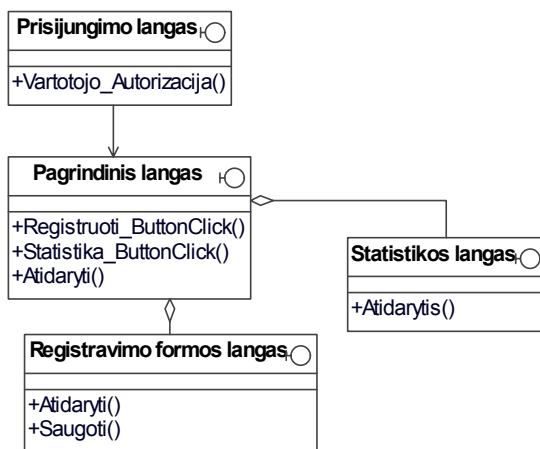 Prisijungimo langas
+Vartotojo_Autorizacija()
Pagrindinis langas
+Registruoti_ButtonClick()
+Statistika_ButtonClick()
+Atidaryti()
Statistikos langas
+Atidarytis()
Registravimo formos langas
+Atidaryti()
+Saugoti()